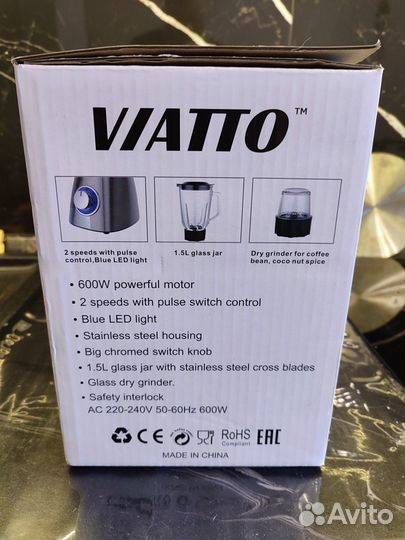 VIATTO™
2 speeds with pulse
control,Blue LED light
1.5L glass jar
Dry grinder for coffee
bean, coco nut spice
• 600W powerful motor
• 2 speeds with pulse switch control
• Blue LED light
• Stainless steel housing
• Big chromed switch knob
• 1.5L glass jar with stainless steel cross blades
• Glass dry grinder.
• Safety interlock
AC 220-240V 50-60Hz 600W
CE RoHS EAC
Compliant
MADE IN CHINA
Avito